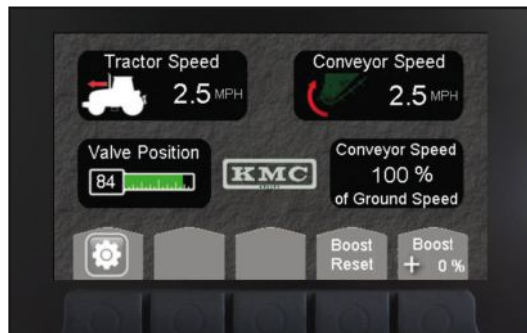 Tractor Speed
2.5 MPH
Conveyor Speed
2.5 MPH
Valve Position
84
KMC
Conveyor Speed
100 %
of Ground Speed
Boost
Reset
Boost
+ 0 %